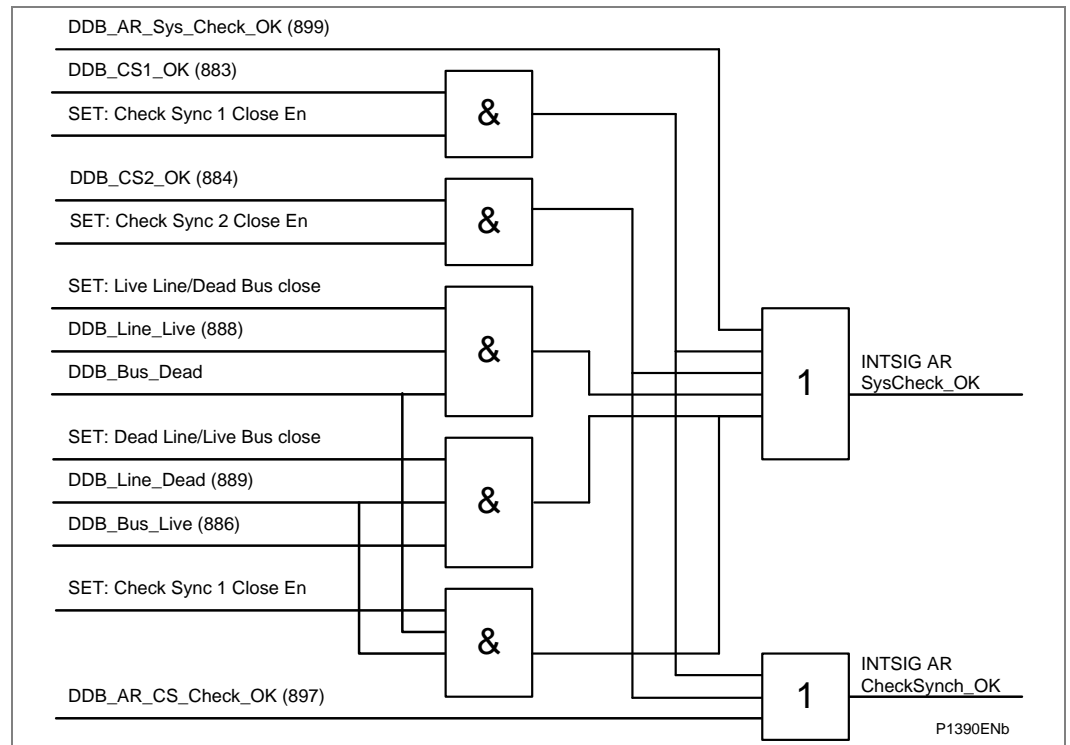 DDB_AR_Sys_Check_OK (899)
DDB_CS1_OK (883)
SET: Check Sync 1 Close En
&
DDB_CS2_OK (884)
SET: Check Sync 2 Close En
&
SET: Live Line/Dead Bus close
DDB_Line_Live (888)
DDB_Bus_Dead
&
SET: Dead Line/Live Bus close
DDB_Line_Dead (889)
DDB_Bus_Live (886)
&
SET: Check Sync 1 Close En
&
DDB_AR_CS_Check_OK (897)
1
INTSIG AR
SysCheck_OK
1
INTSIG AR
CheckSynch_OK
P1390ENb